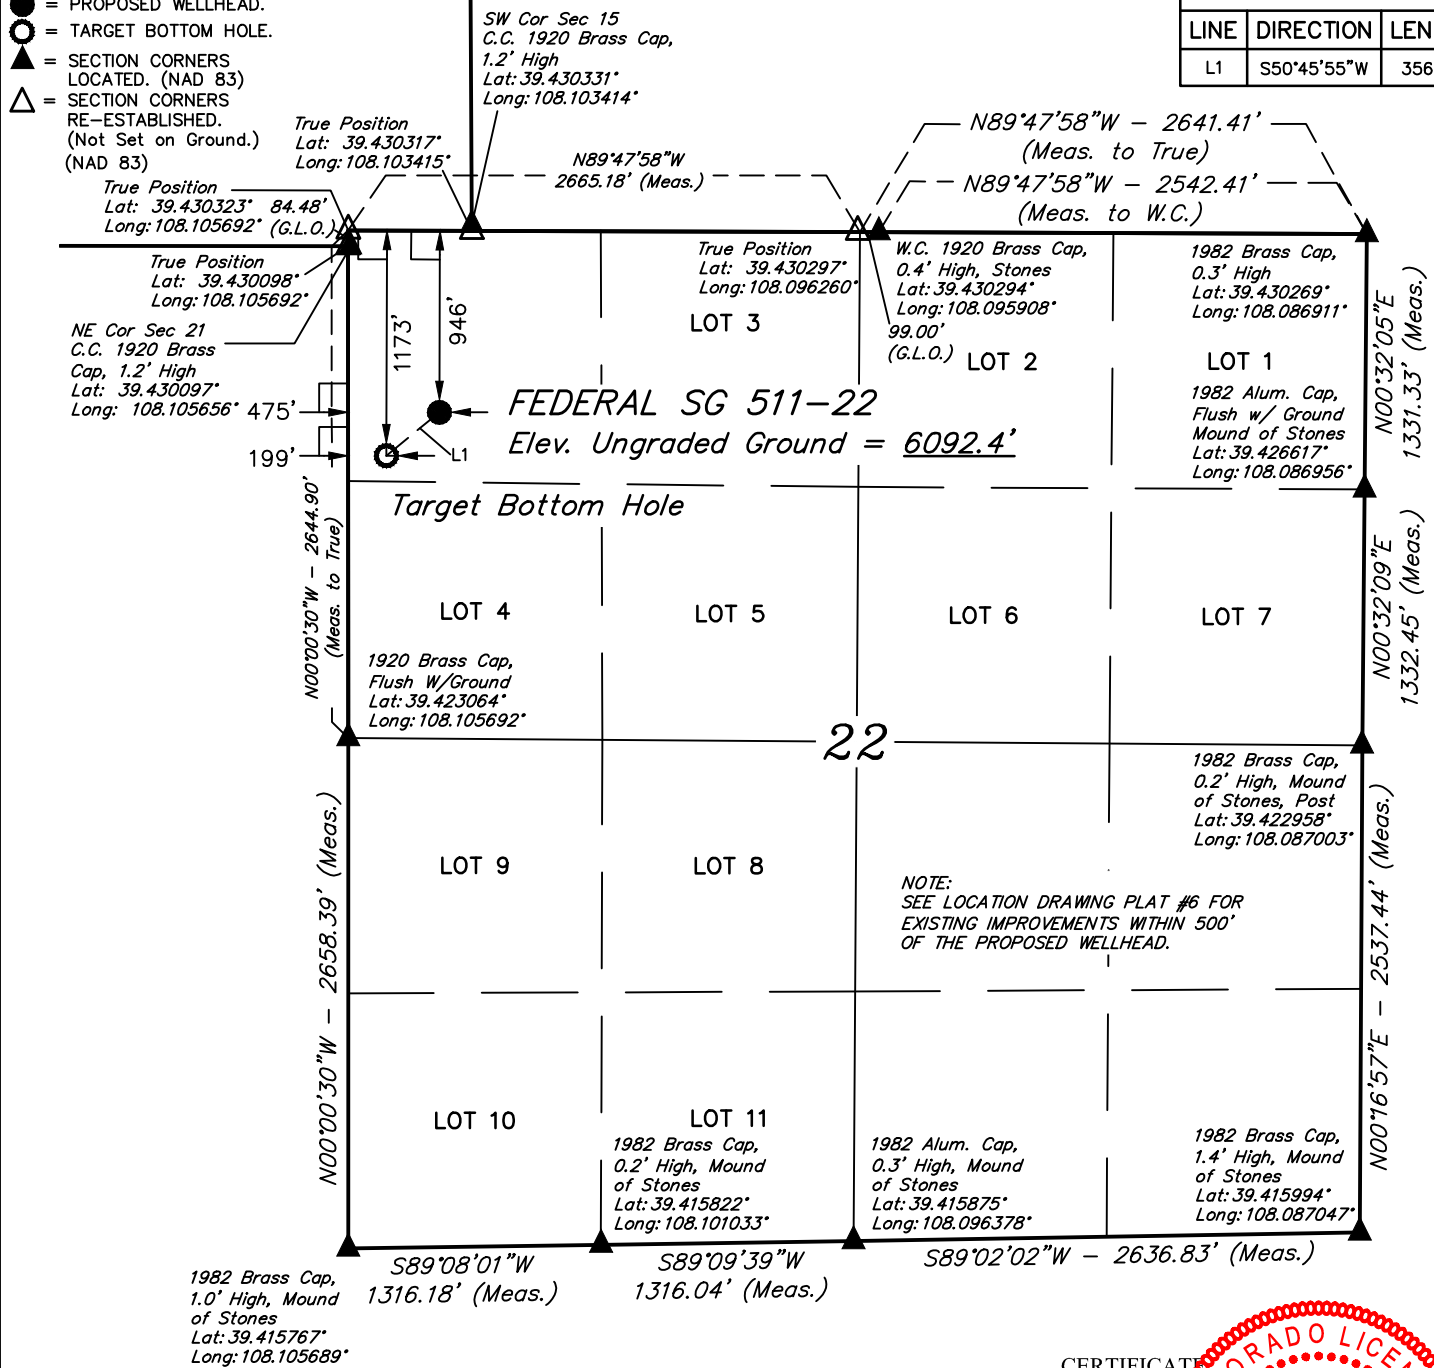 = PROPOSED WELLHEAD.
= TARGET BOTTOM HOLE.
= SECTION CORNERS
LOCATED. (NAD 83)
= SECTION CORNERS
RE-ESTABLISHED.
(Not Set on Ground.)
(NAD 83)
SW Cor Sec 15
C.C. 1920 Brass Cap,
1.2' High
Lat: 39.430331°
Long: 108.103414°
LINE DIRECTION LEN
L1 S50°45'55"W 356
True Position
Lat: 39.430317°
Long: 108.103415°
N89°47'58"W
2665.18' (Meas.)
N89°47'58"W - 2641.41'
(Meas. to True)
N89°47'58"W - 2542.41'
(Meas. to W.C.)
True Position
Lat: 39.430323°
Long: 108.105692°
84.48'
(G.L.O.)
True Position
Lat: 39.430098°
Long: 108.105692°
NE Cor Sec 21
C.C. 1920 Brass
Cap, 1.2' High
Lat: 39.430097°
Long: 108.105656°
1173'
946'
True Position
Lat: 39.430297°
Long: 108.096260°
LOT 3
W.C. 1920 Brass Cap,
0.4' High, Stones
Lat: 39.430294°
Long: 108.095908°
99.00'
(G.L.O.)
LOT 2
1982 Brass Cap,
0.3' High
Lat: 39.430269°
Long: 108.086911°
LOT 1
N00°32'05"E
1331.33' (Meas.)
1982 Alum. Cap,
Flush w/ Ground
Mound of Stones
Lat: 39.426617°
Long: 108.086956°
475'
199'
L1
FEDERAL SG 511-22
Elev. Ungraded Ground = 6092.4'
Target Bottom Hole
N00°00'30"W - 2644.90'
(Meas. to True)
LOT 4
LOT 5
LOT 6
LOT 7
N00°32'09"E
1332.45' (Meas.)
1920 Brass Cap,
Flush W/Ground
Lat: 39.423064°
Long: 108.105692°
22
1982 Brass Cap,
0.2' High, Mound
of Stones, Post
Lat: 39.422958°
Long: 108.087003°
N00°00'30"W - 2658.39' (Meas.)
LOT 9
LOT 8
NOTE:
SEE LOCATION DRAWING PLAT #6 FOR
EXISTING IMPROVEMENTS WITHIN 500'
OF THE PROPOSED WELLHEAD.
N00°16'57"E - 2537.44' (Meas.)
LOT 10
LOT 11
1982 Brass Cap,
0.2' High, Mound
of Stones
Lat: 39.415822°
Long: 108.101033°
1982 Alum. Cap,
0.3' High, Mound
of Stones
Lat: 39.415875°
Long: 108.096378°
1982 Brass Cap,
1.4' High, Mound
of Stones
Lat: 39.415994°
Long: 108.087047°
S89°08'01"W
1316.18' (Meas.)
S89°09'39"W
1316.04' (Meas.)
S89°02'02"W - 2636.83' (Meas.)
1982 Brass Cap,
1.0' High, Mound
of Stones
Lat: 39.415767°
Long: 108.105689°
CERTIFICATE
ORADO LICE